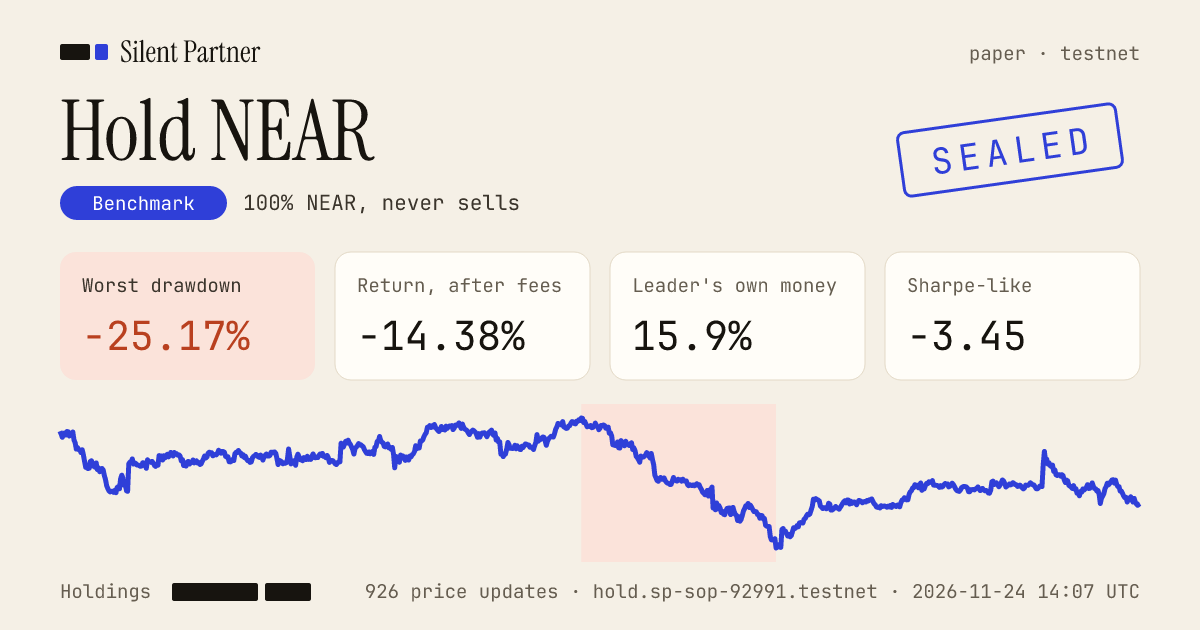 Silent Partner
paper · testnet
Hold NEAR
SEALED
Benchmark
100% NEAR, never sells
Worst drawdown
-25.17%
Return, after fees
-14.38%
Leader's own money
15.9%
Sharpe-like
-3.45
Holdings
926 price updates · hold.sp-sop-92991.testnet · 2026-11-24 14:07 UTC